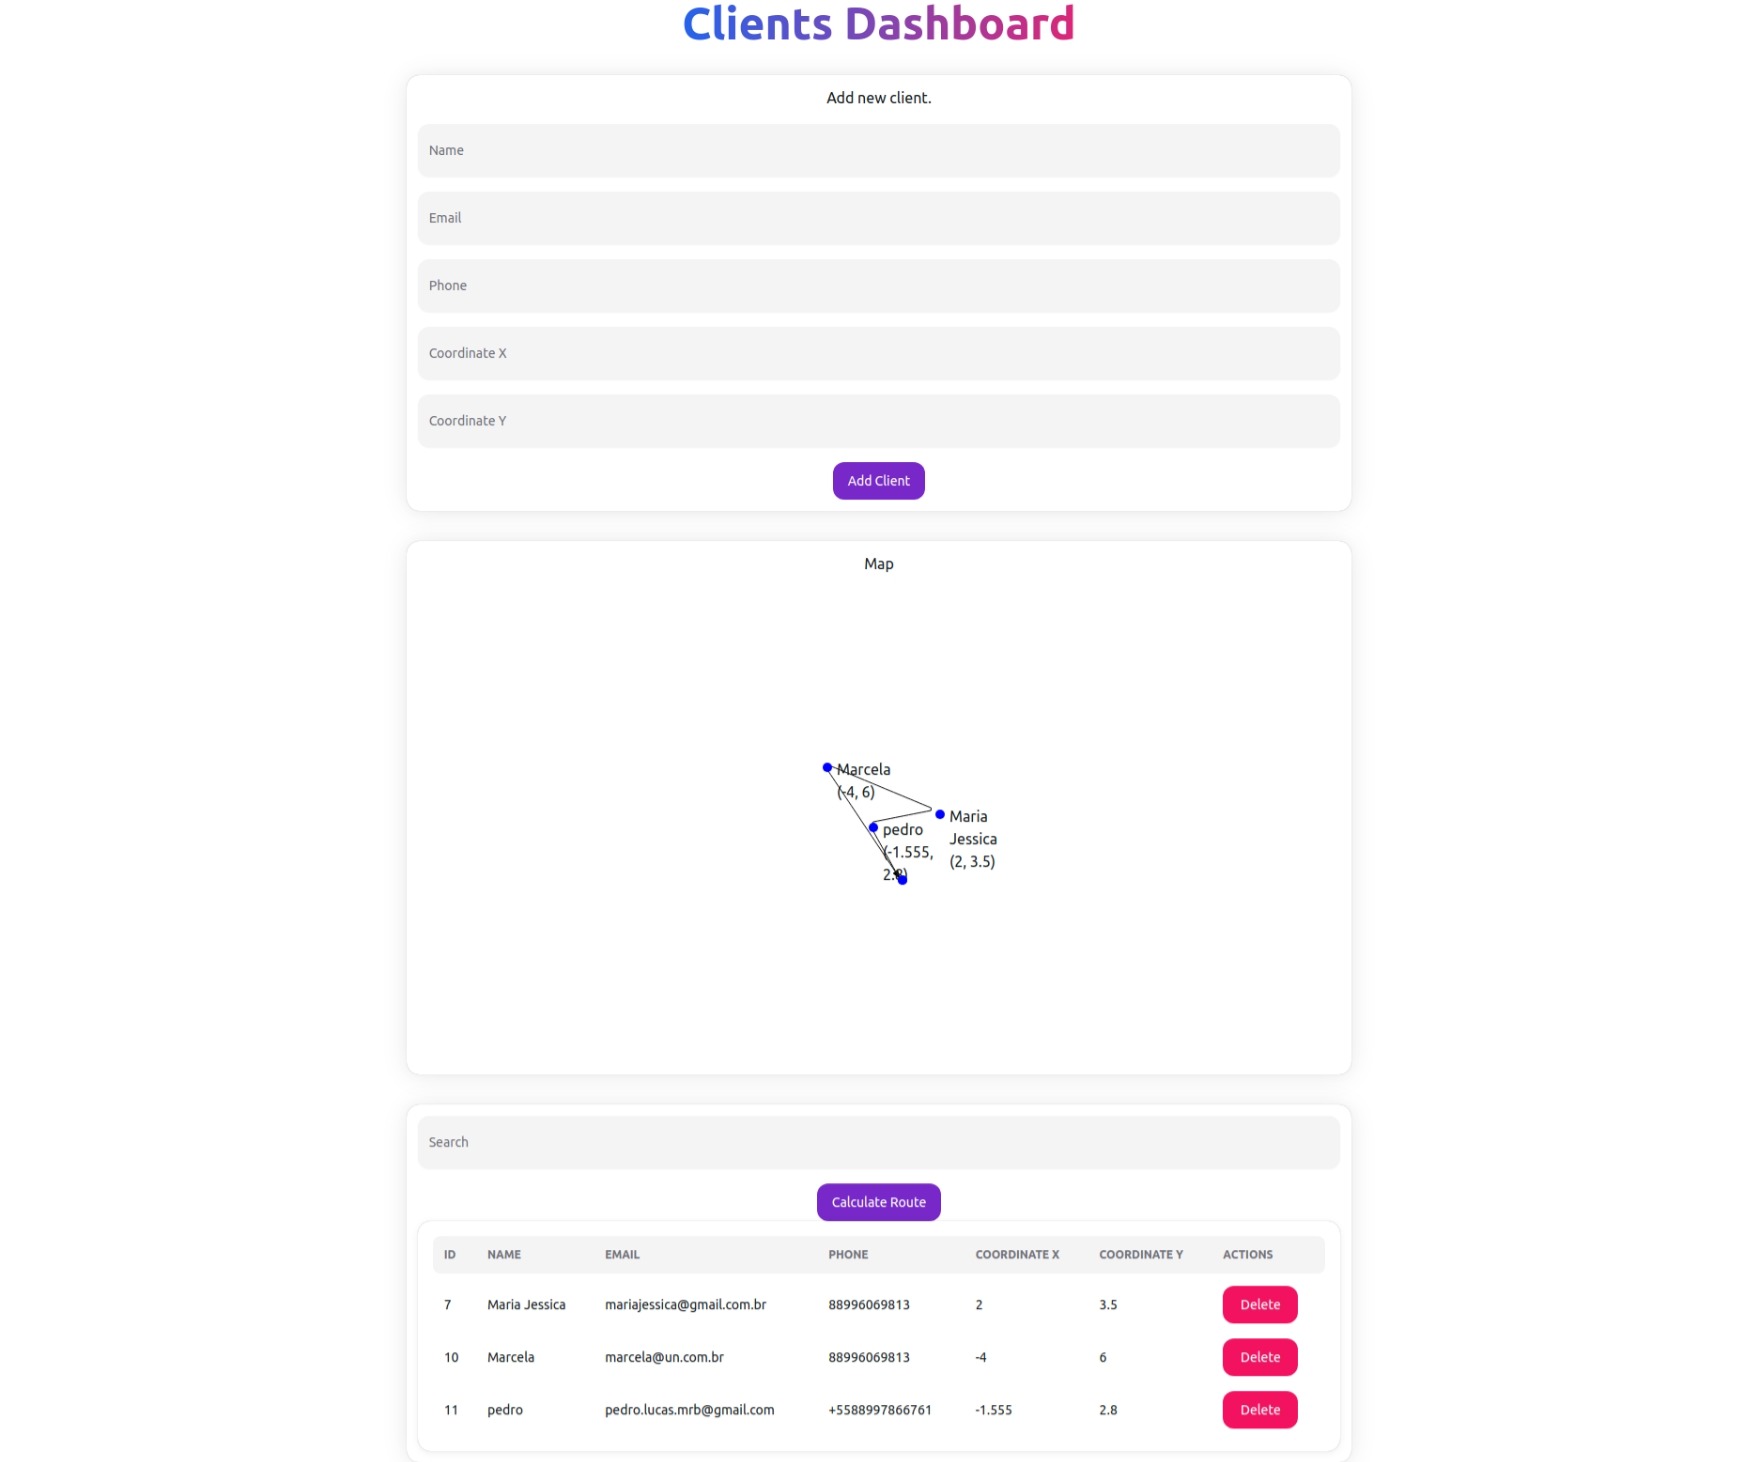 Clients Dashboard
Add new client.
Name
Email
Phone
Coordinate X
Coordinate Y
Add Client
Map
Marcela
(-4, 6)
Maria
Jessica
(2, 3.5)
pedro
(-1.555,
2.8)
Search
Calculate Route
ID NAME EMAIL PHONE COORDINATE X COORDINATE Y ACTIONS
7 Maria Jessica mariajessica@gmail.com.br 88996069813 2 3.5 Delete
10 Marcela marcela@un.com.br 88996069813 -4 6 Delete
11 pedro pedro.lucas.mrb@gmail.com +5588997866761 -1.555 2.8 Delete